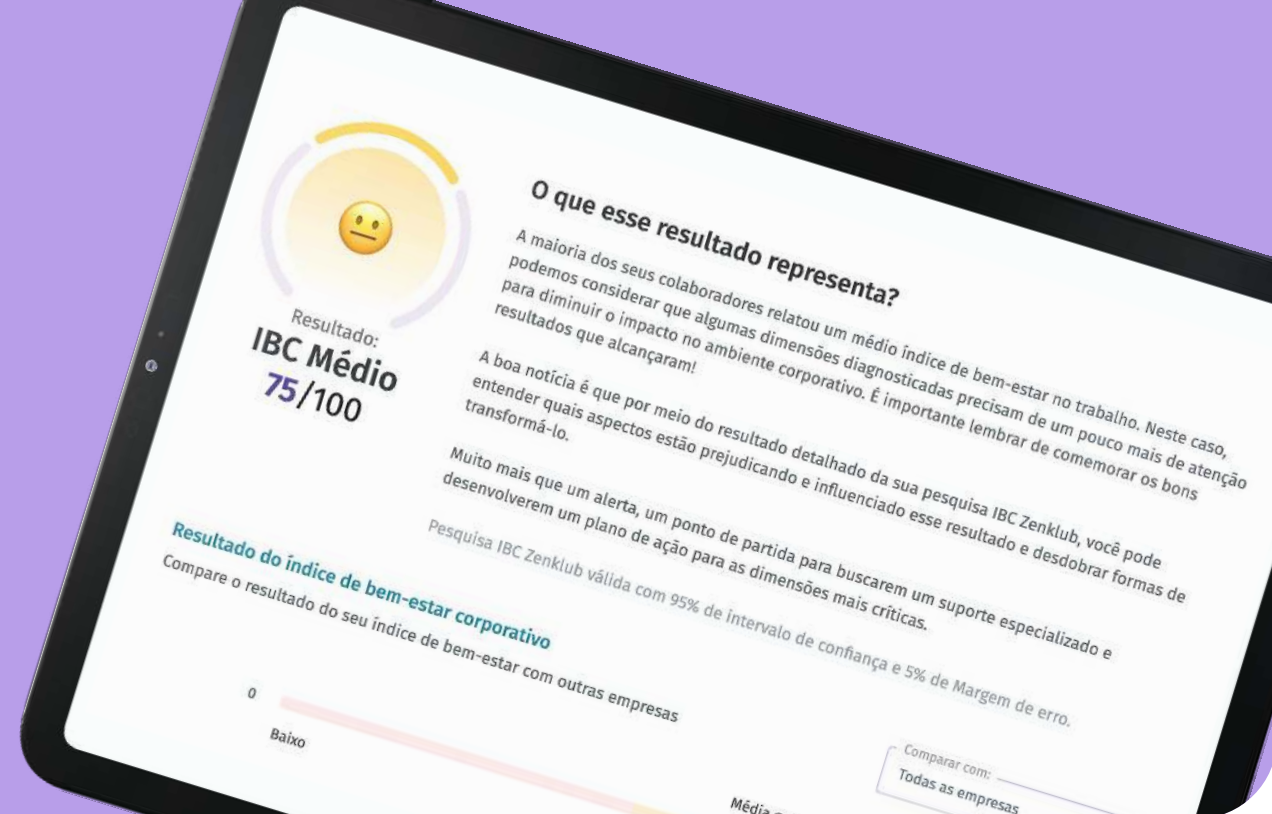 Resultado:
IBC Médio
75/100
O que esse resultado representa?
A maioria dos seus colaboradores relatou um médio índice de bem-estar no trabalho. Neste caso,
podemos considerar que algumas dimensões diagnosticadas precisam de um pouco mais de atenção
para diminuir o impacto no ambiente corporativo. É importante lembrar de comemorar os bons
resultados que alcançaram!
A boa notícia é que por meio do resultado detalhado da sua pesquisa IBC Zenklub, você pode
entender quais aspectos estão prejudicando e influenciado esse resultado e desdobrar formas de
transformá-lo.
Muito mais que um alerta, um ponto de partida para buscarem um suporte especializado e
desenvolverem um plano de ação para as dimensões mais críticas.
Pesquisa IBC Zenklub válida com 95% de intervalo de confiança e 5% de Margem de erro.
Resultado do índice de bem-estar corporativo
Compare o resultado do seu índice de bem-estar com outras empresas
Comparar com:
Todas as empresas
0
Baixo
Média